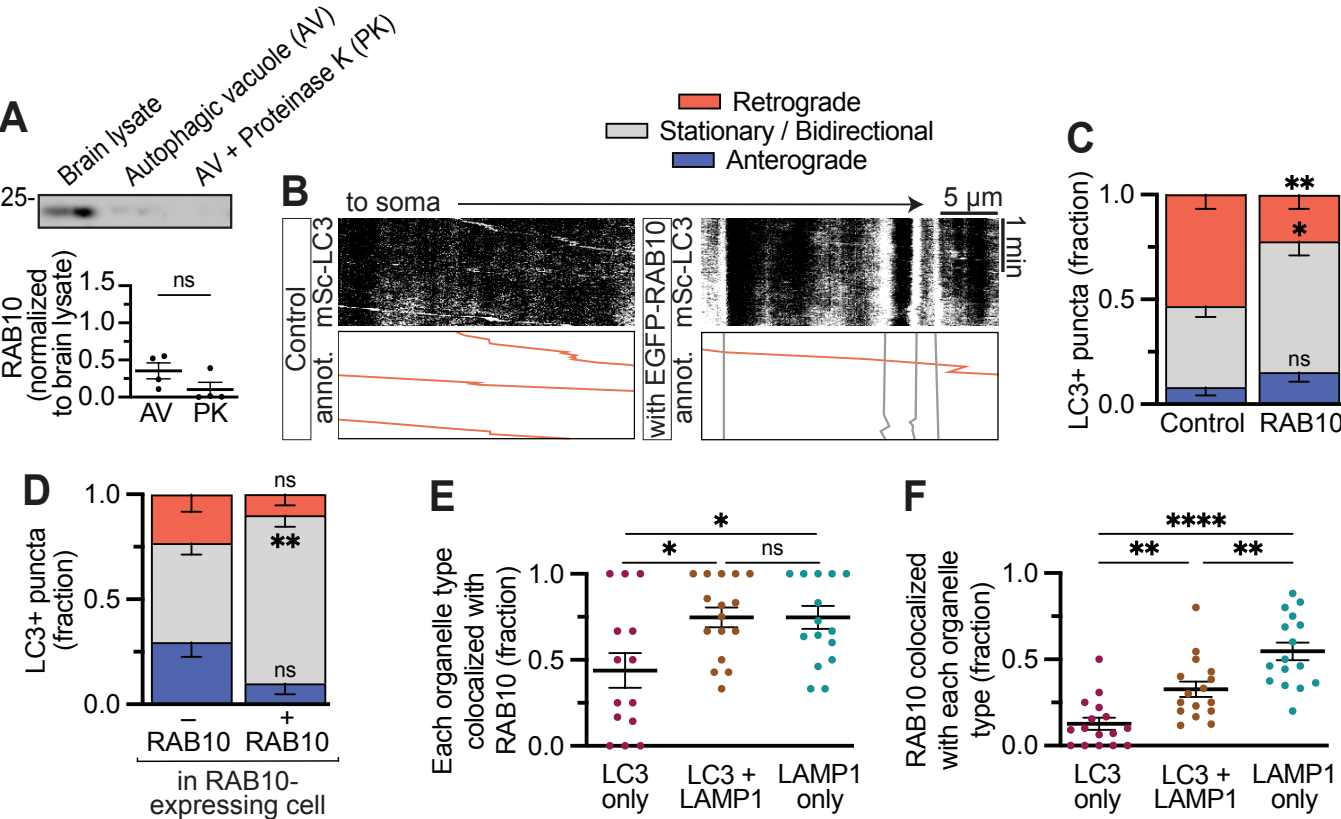 A
Brain lysate
Autophagic vacuole (AV)
AV + Proteinase K (PK)
25-
RAB10
(normalized
to brain lysate)
1.5
1.0
0.5
0.0
ns
AV
PK
Retrograde
Stationary / Bidirectional
Anterograde
B
to soma
5 µm
1 min
Control
mSc-LC3
annot.
with EGFP-RAB10
mSc-LC3
annot.
C
LC3+ puncta (fraction)
1.0
0.5
0.0
**
*
ns
Control
RAB10
D
LC3+ puncta
(fraction)
1.0
0.5
0.0
ns
**
ns
– +
RAB10 RAB10
in RAB10-
expressing cell
E
Each organelle type
colocalized with
RAB10 (fraction)
1.0
0.5
0.0
*
* ns
LC3
only
LC3 +
LAMP1
LAMP1
only
F
RAB10 colocalized
with each organelle
type (fraction)
1.0
0.5
0.0
****
** **
LC3
only
LC3 +
LAMP1
LAMP1
only